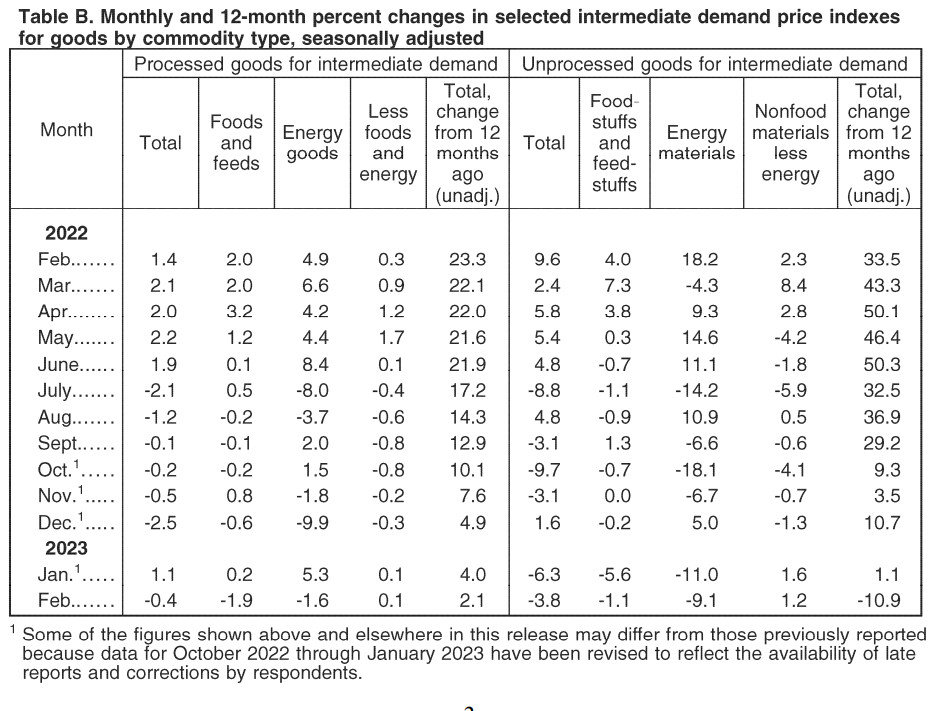 Table B. Monthly and 12-month percent changes in selected intermediate demand price indexes
for goods by commodity type, seasonally adjusted
Processed goods for intermediate demand Unprocessed goods for intermediate demand
Month Total Foods and feeds Energy goods Less foods and energy Total, change from 12 months ago (unadj.) Total Food-stuffs and feed-stuffs Energy materials Nonfood materials less energy Total, change from 12 months ago (unadj.)
2022
Feb....... 1.4 2.0 4.9 0.3 23.3 9.6 4.0 18.2 2.3 33.5
Mar....... 2.1 2.0 6.6 0.9 22.1 2.4 7.3 -4.3 8.4 43.3
Apr........ 2.0 3.2 4.2 1.2 22.0 5.8 3.8 9.3 2.8 50.1
May....... 2.2 1.2 4.4 1.7 21.6 5.4 0.3 14.6 -4.2 46.4
June...... 1.9 0.1 8.4 0.1 21.9 4.8 -0.7 11.1 -1.8 50.3
July....... -2.1 0.5 -8.0 -0.4 17.2 -8.8 -1.1 -14.2 -5.9 32.5
Aug....... -1.2 -0.2 -3.7 -0.6 14.3 4.8 -0.9 10.9 0.5 36.9
Sept...... -0.1 -0.1 2.0 -0.8 12.9 -3.1 1.3 -6.6 -0.6 29.2
Oct.¹..... -0.2 -0.2 1.5 -0.8 10.1 -9.7 -0.7 -18.1 -4.1 9.3
Nov.¹..... -0.5 0.8 -1.8 -0.2 7.6 -3.1 0.0 -6.7 -0.7 3.5
Dec.¹..... -2.5 -0.6 -9.9 -0.3 4.9 1.6 -0.2 5.0 -1.3 10.7
2023
Jan.¹..... 1.1 0.2 5.3 0.1 4.0 -6.3 -5.6 -11.0 1.6 1.1
Feb....... -0.4 -1.9 -1.6 0.1 2.1 -3.8 -1.1 -9.1 1.2 -10.9
¹ Some of the figures shown above and elsewhere in this release may differ from those previously reported
because data for October 2022 through January 2023 have been revised to reflect the availability of late
reports and corrections by respondents.